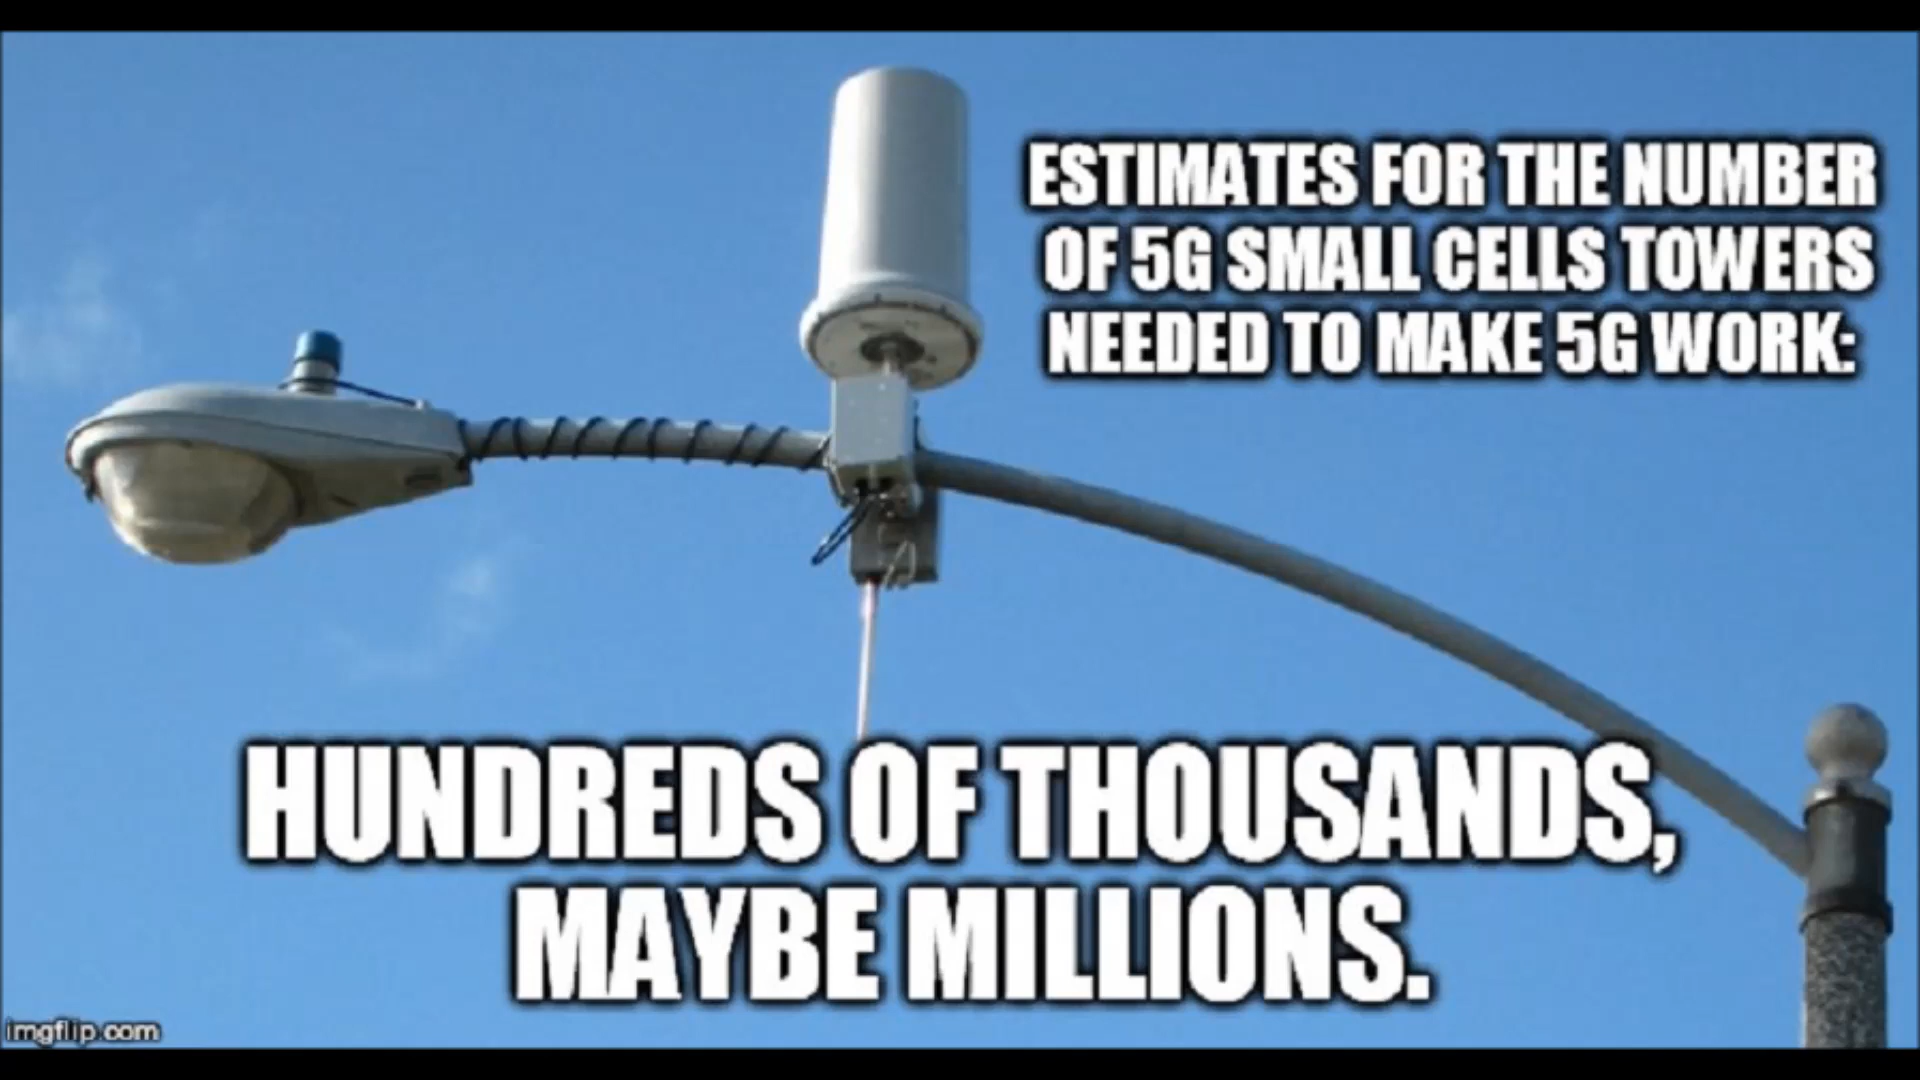 ESTIMATES FOR THE NUMBER
OF 5G SMALL CELLS TOWERS
NEEDED TO MAKE 5G WORK:
HUNDREDS OF THOUSANDS,
MAYBE MILLIONS.
imgflip.com